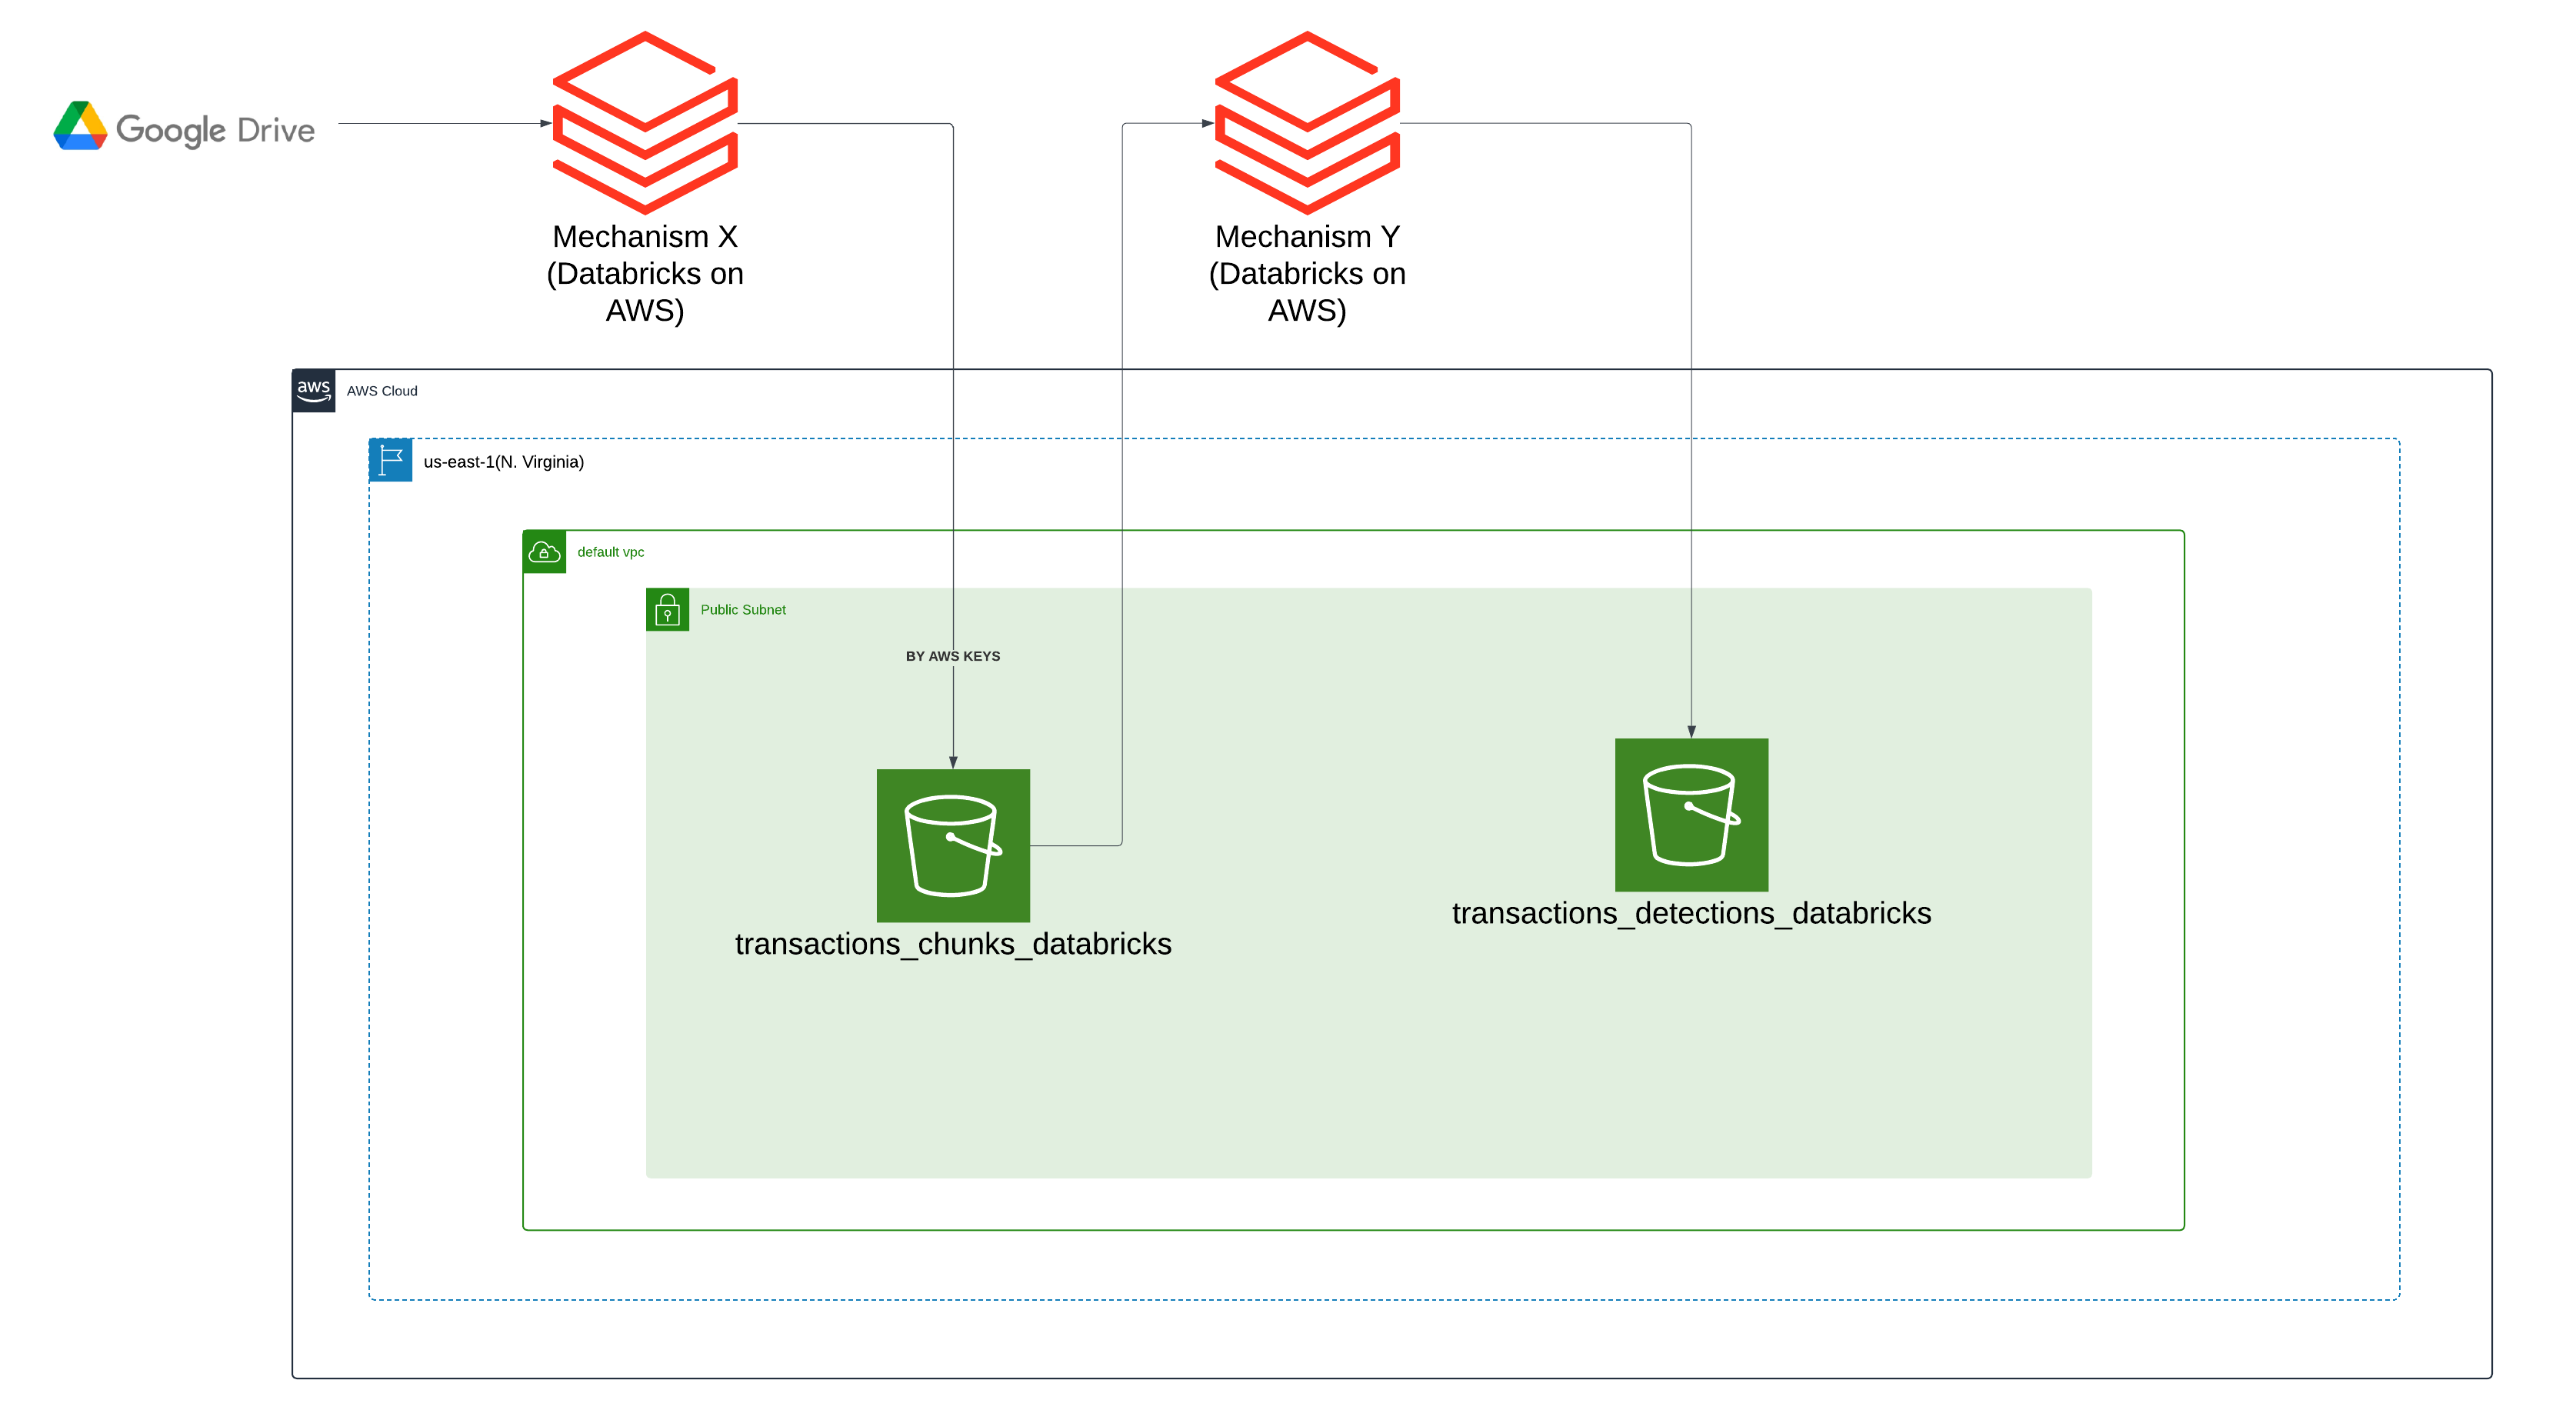 Google Drive
Mechanism X
(Databricks on
AWS)
Mechanism Y
(Databricks on
AWS)
aws
AWS Cloud
us-east-1(N. Virginia)
default vpc
Public Subnet
BY AWS KEYS
transactions_chunks_databricks
transactions_detections_databricks